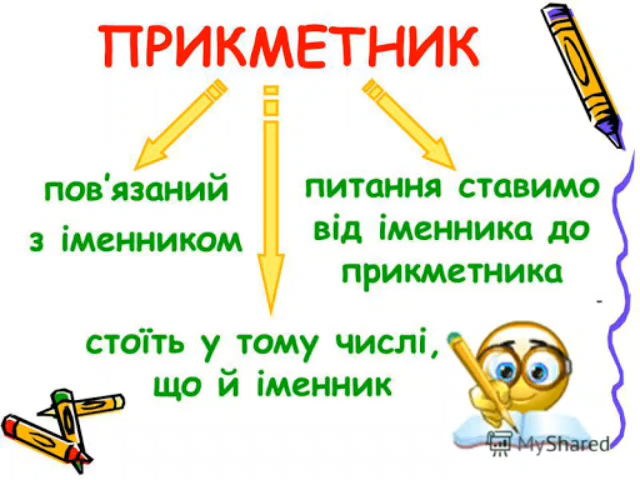 ПРИКМЕТНИК
пов'язаний
з іменником
питання ставимо
від іменника до
прикметника
стоїть у тому числі,
що й іменник
MyShared